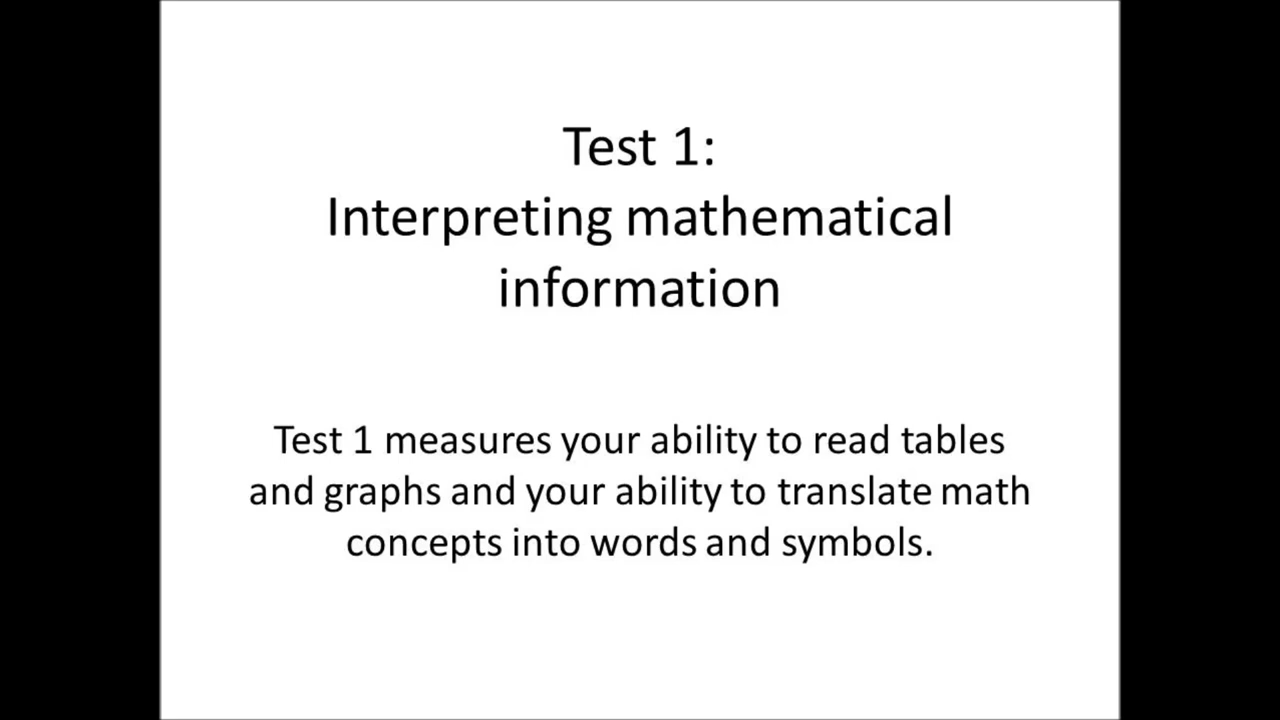 Test 1:
Interpreting mathematical
information
Test 1 measures your ability to read tables
and graphs and your ability to translate math
concepts into words and symbols.